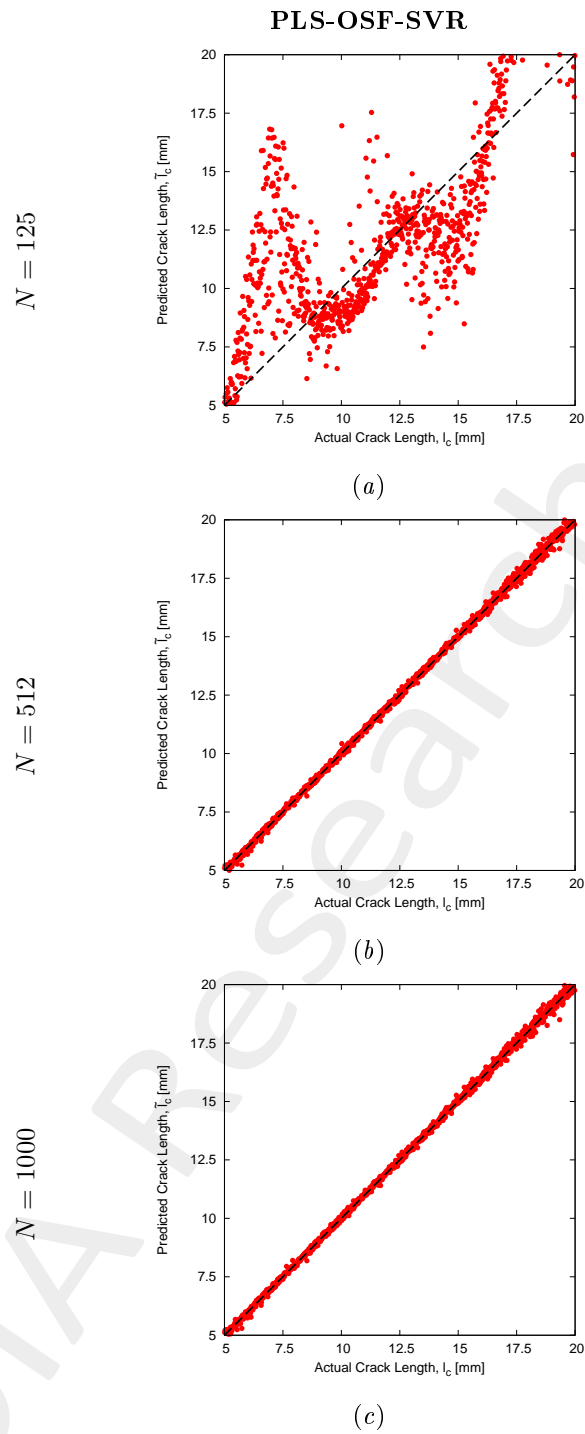 PLS-OSF-SVR
N = 125
20
17.5
15
12.5
10
7.5
5
5 7.5 10 12.5 15 17.5 20
Predicted Crack Length, l̃c [mm]
Actual Crack Length, lc [mm]
(a)
N = 512
20
17.5
15
12.5
10
7.5
5
5 7.5 10 12.5 15 17.5 20
Predicted Crack Length, l̃c [mm]
Actual Crack Length, lc [mm]
(b)
N = 1000
20
17.5
15
12.5
10
7.5
5
5 7.5 10 12.5 15 17.5 20
Predicted Crack Length, l̃c [mm]
Actual Crack Length, lc [mm]
(c)
IA Research